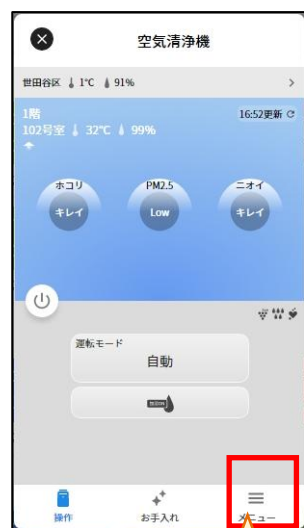 空気清浄機
世田谷区 1℃ 91%
1階
16:52更新
102号室 32℃ 99%
ホコリ PM2.5 ニオイ
キレイ Low キレイ
運転モード
自動
操作 お手入れ メニュー